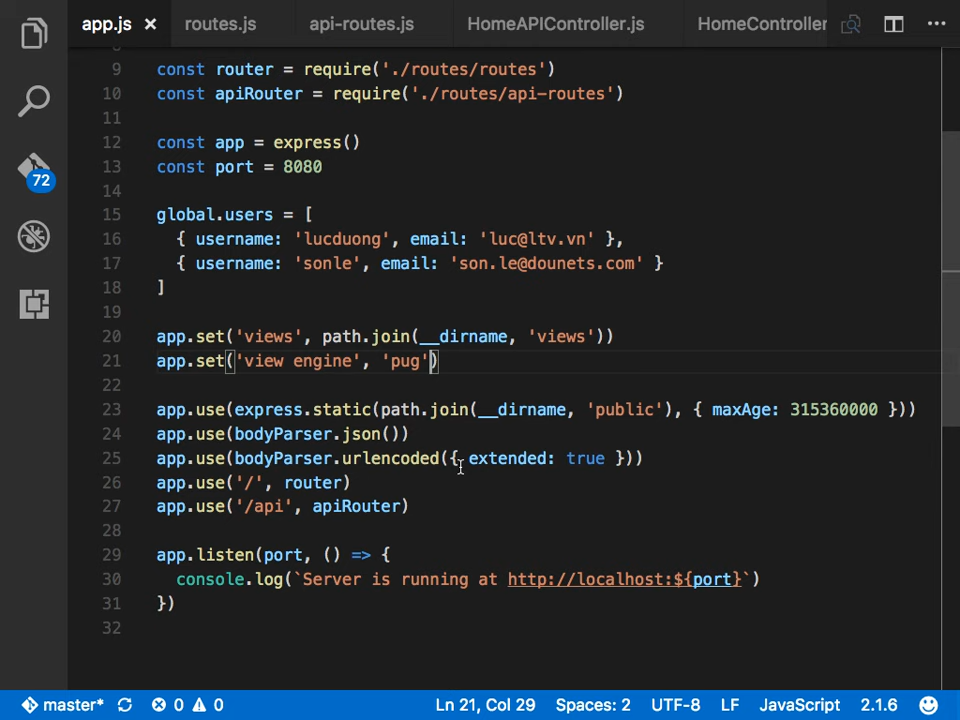 app.js × routes.js api-routes.js HomeAPIController.js HomeController
9 const router = require('./routes/routes')
10 const apiRouter = require('./routes/api-routes')
11
12 const app = express()
13 const port = 8080
14
15 global.users = [
16 { username: 'lucduong', email: 'luc@ltv.vn' },
17 { username: 'sonle', email: 'son.le@dounets.com' }
18 ]
19
20 app.set('views', path.join(__dirname, 'views'))
21 app.set('view engine', 'pug')
22
23 app.use(express.static(path.join(__dirname, 'public'), { maxAge: 315360000 }))
24 app.use(bodyParser.json())
25 app.use(bodyParser.urlencoded({ extended: true }))
26 app.use('/', router)
27 app.use('/api', apiRouter)
28
29 app.listen(port, () => {
30 console.log(`Server is running at http://localhost:${port}`)
31 })
32
72
master* 0 0 Ln 21, Col 29 Spaces: 2 UTF-8 LF JavaScript 2.1.6